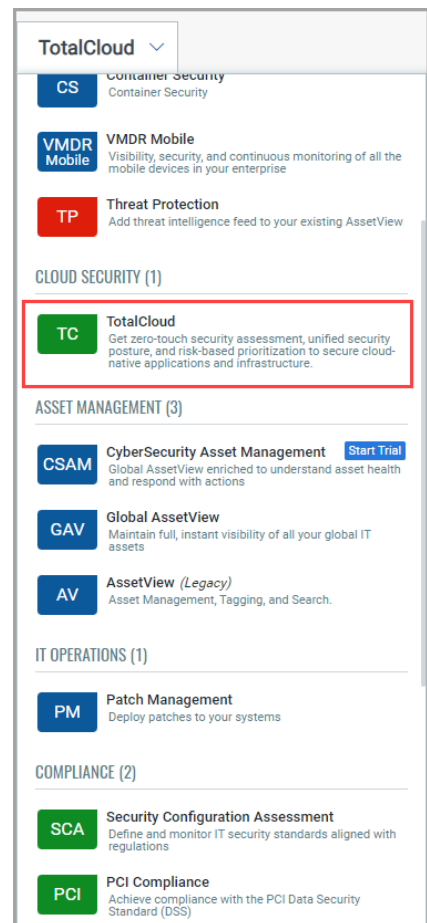 TotalCloud
CS
Container Security
Container Security
VMDR
Mobile
VMDR Mobile
Visibility, security, and continuous monitoring of all the
mobile devices in your enterprise
TP
Threat Protection
Add threat intelligence feed to your existing AssetView
CLOUD SECURITY (1)
TC
TotalCloud
Get zero-touch security assessment, unified security
posture, and risk-based prioritization to secure cloud-
native applications and infrastructure.
ASSET MANAGEMENT (3)
CSAM
CyberSecurity Asset Management Start Trial
Global AssetView enriched to understand asset health
and respond with actions
GAV
Global AssetView
Maintain full, instant visibility of all your global IT
assets
AV
AssetView (Legacy)
Asset Management, Tagging, and Search.
IT OPERATIONS (1)
PM
Patch Management
Deploy patches to your systems
COMPLIANCE (2)
SCA
Security Configuration Assessment
Define and monitor IT security standards aligned with
regulations
PCI
PCI Compliance
Achieve compliance with the PCI Data Security
Standard (DSS)